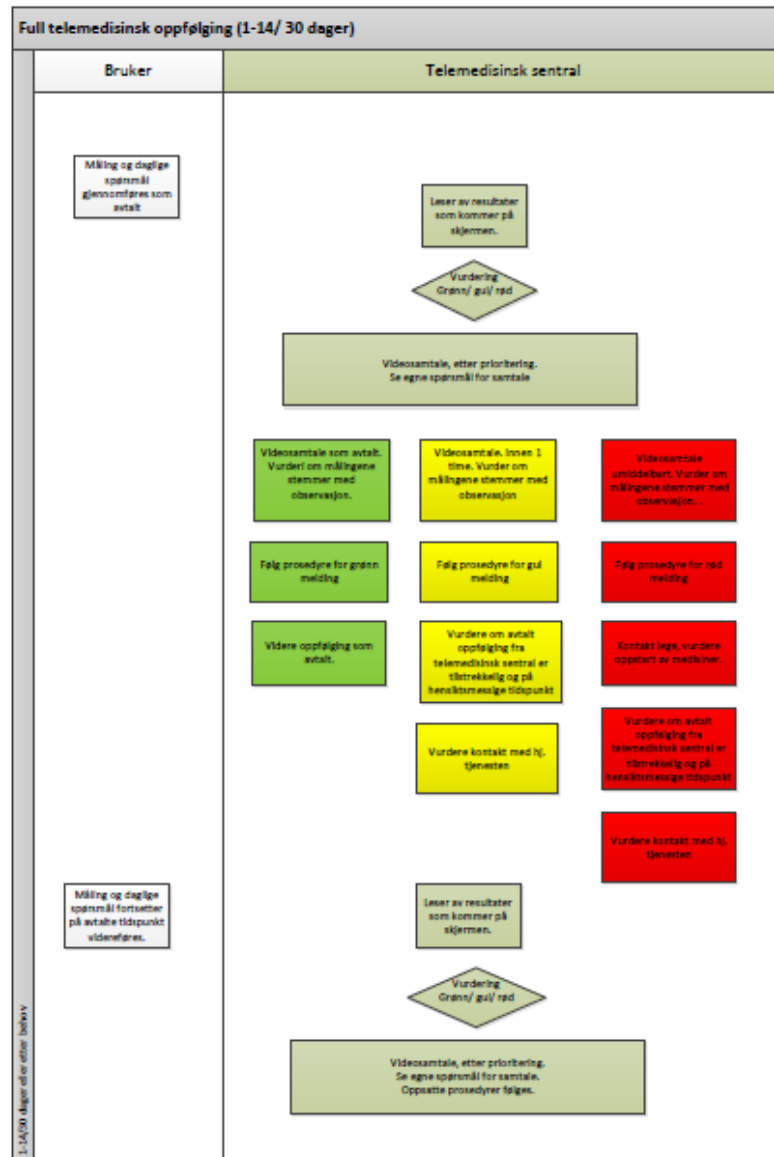 Full telemedisinsk oppfølging (1-14/ 30 dager)
Bruker
Telemedisinsk sentral
Måling og daglige
spørsmål
gjennomføres som
avtalt
Leser av resultater
som kommer på
skjermen.
Vurdering
Grønn/ gul/ rød
Videosamtale, etter prioritering.
Se egne spørsmål for samtale
Videosamtale som avtalt.
Vurderi om målingene
stemmer med
observasjon.
Videosamtale. Innen 1
time. Vurder om
målingene stemmer med
observasjon
Videosamtale
umiddelbart. Vurder om
målingene stemmer med
observasjon. .
Følg prosedyre for grønn
melding
Følg prosedyre for gul
melding
Følg prosedyre for rød
melding
Videre oppfølging som
avtalt.
Vurdere om avtalt
oppfølging fra
telemedisinsk sentral er
tilstrekkelig og på
hensiktsmessige tidspunkt
Kontakt lege, vurdere
oppstart av medisiner.
Vurdere kontakt med hj.
tjenesten
Vurdere om avtalt
oppfølging fra
telemedisinsk sentral er
tilstrekkelig og på
hensiktsmessige tidspunkt
Vurdere kontakt med hj.
tjenesten
Måling og daglige
spørsmål fortsetter
på avtalte tidspunkt
videreføres.
Leser av resultater
som kommer på
skjermen.
Vurdering
Grønn/ gul/ rød
Videosamtale, etter prioritering.
Se egne spørsmål for samtale.
Oppsatte prosedyrer følges.
1-14/30 dager eller etter behov